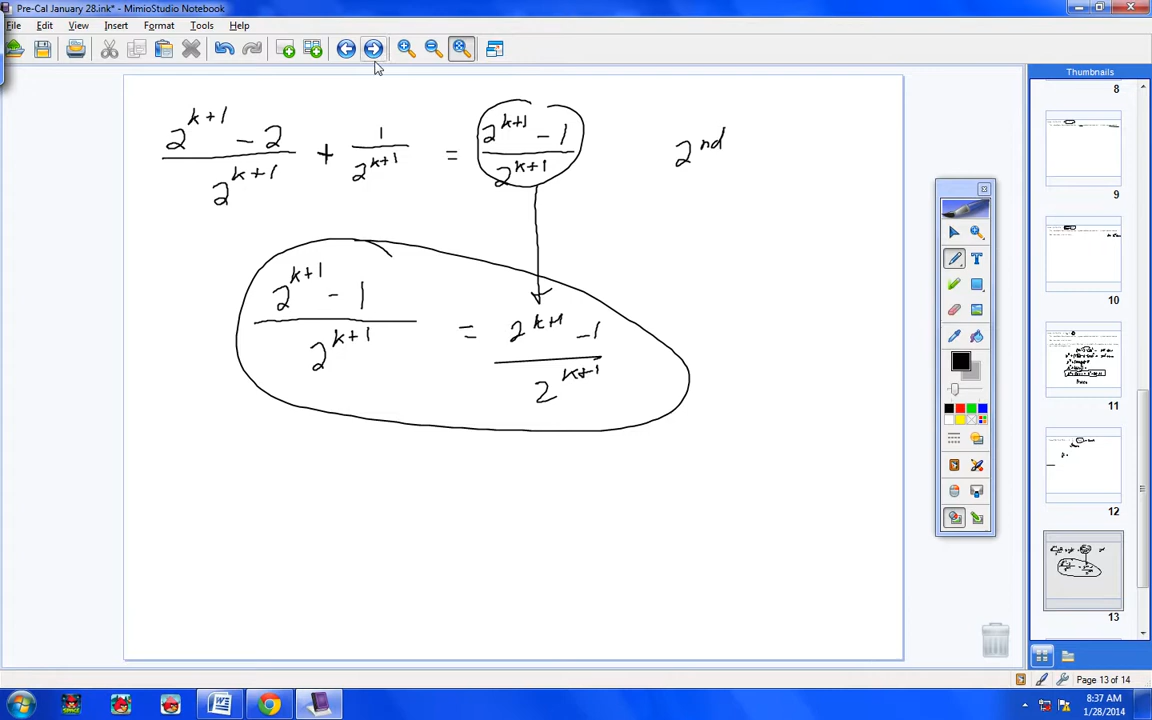 Pre-Cal January 28.ink* - MimioStudio Notebook
File Edit View Insert Format Tools Help
Thumbnails
8
9
10
11
12
13
2^{k+1} - 2 / 2^{k+1} + 1 / 2^{k+1} = 2^{k+1} - 1 / 2^{k+1} 2^{nd}
2^{k+1} - 1 / 2^{k+1} = 2^{k+1} - 1 / 2^{k+1}
Page 13 of 14
8:37 AM
1/28/2014